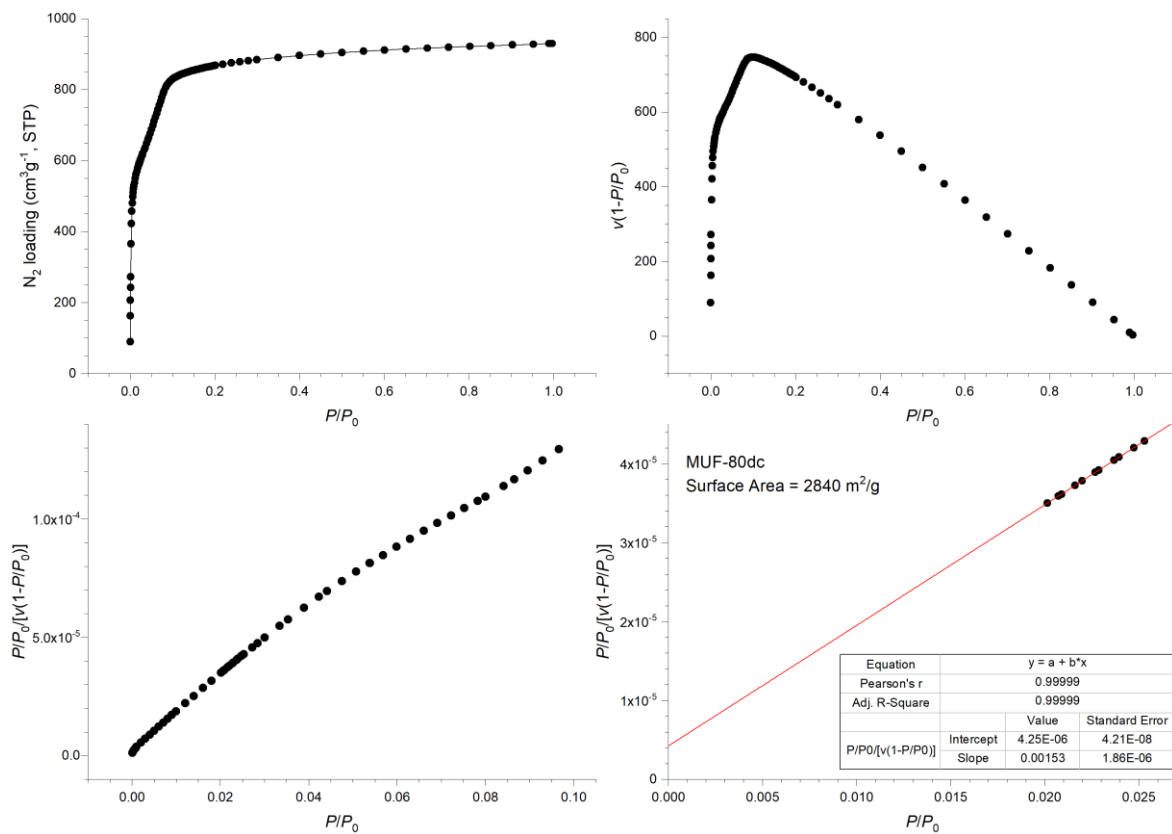 1000
800
600
400
200
0
N₂ loading (cm³g⁻¹, STP)
0.0 0.2 0.4 0.6 0.8 1.0
P/P₀
800
600
400
200
0
v(1-P/P₀)
0.0 0.2 0.4 0.6 0.8 1.0
P/P₀
1.0x10⁻⁴
5.0x10⁻⁵
0.0
P/P₀/[v(1-P/P₀)]
0.00 0.02 0.04 0.06 0.08 0.10
P/P₀
MUF-80dc
Surface Area = 2840 m²/g
4x10⁻⁵
3x10⁻⁵
2x10⁻⁵
1x10⁻⁵
0
P/P₀/[v(1-P/P₀)]
Equation y = a + b*x
Pearson's r 0.99999
Adj. R-Square 0.99999
Value Standard Error
P/P0/[v(1-P/P0)] Intercept 4.25E-06 4.21E-08
Slope 0.00153 1.86E-06
0.000 0.005 0.010 0.015 0.020 0.025
P/P₀